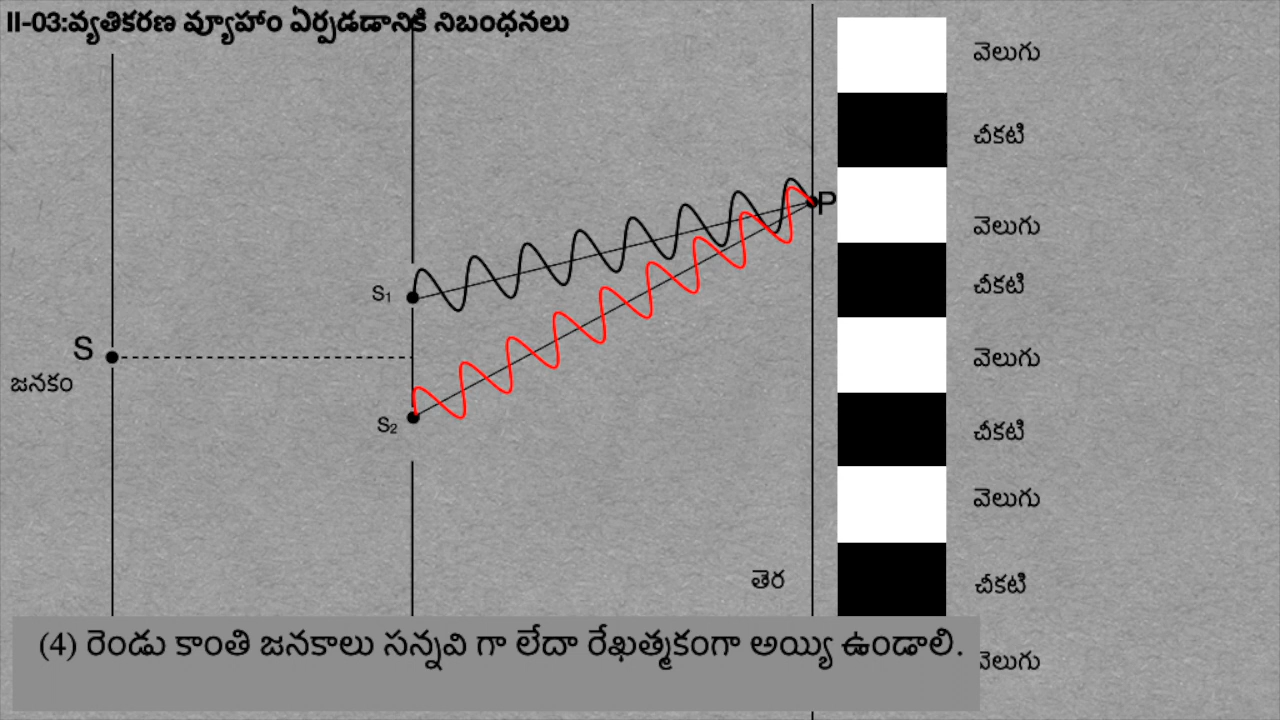 II-03:వ్యతికరణ వ్యూహాం ఏర్పడడానికి నిబంధనలు
వెలుగు
చీకటి
P
వెలుగు
చీకటి
S₁
S
వెలుగు
జనకం
S₂
చీకటి
వెలుగు
తెర
చీకటి
(4) రెండు కాంతి జనకాలు సన్నవి గా లేదా రేఖత్మకంగా అయ్యి ఉండాలి.
వెలుగు